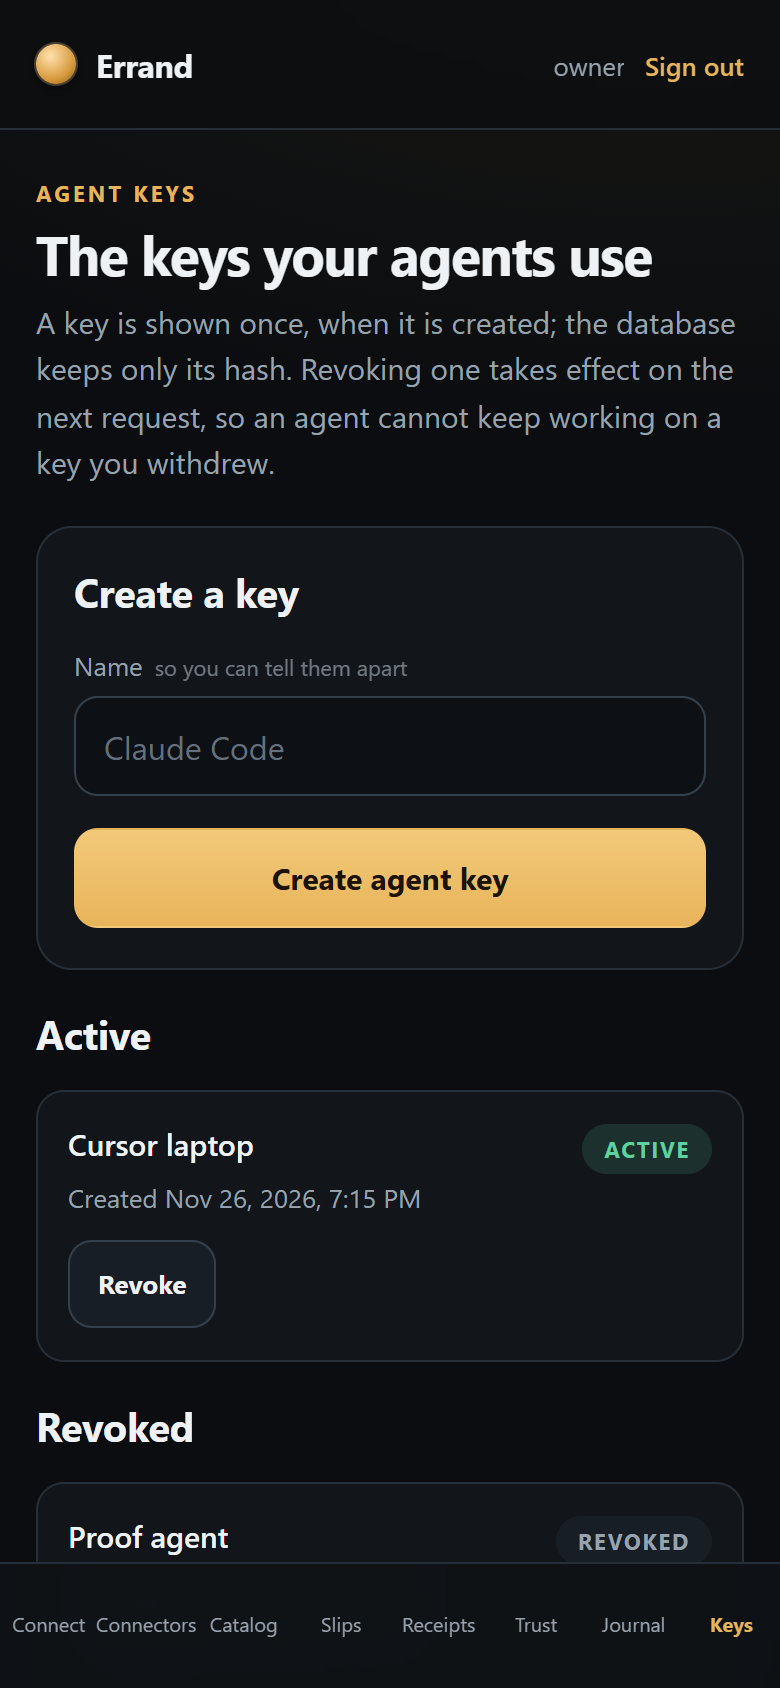 Errand
owner Sign out
AGENT KEYS
The keys your agents use
A key is shown once, when it is created; the database
keeps only its hash. Revoking one takes effect on the
next request, so an agent cannot keep working on a
key you withdrew.
Create a key
Name so you can tell them apart
Claude Code
Create agent key
Active
Cursor laptop
ACTIVE
Created Nov 26, 2026, 7:15 PM
Revoke
Revoked
Proof agent
REVOKED
Connect Connectors Catalog Slips Receipts Trust Journal Keys